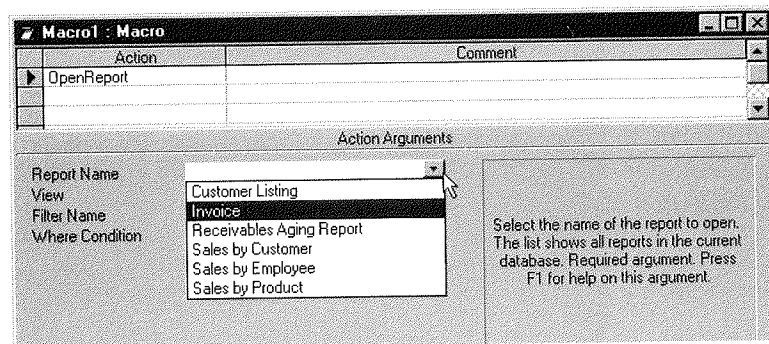 Macro1 : Macro
Action Comment
OpenReport
Action Arguments
Report Name
View
Filter Name
Where Condition
Customer Listing
Invoice
Receivables Aging Report
Sales by Customer
Sales by Employee
Sales by Product
Select the name of the report to open.
The list shows all reports in the current
database. Required argument. Press
F1 for help on this argument.